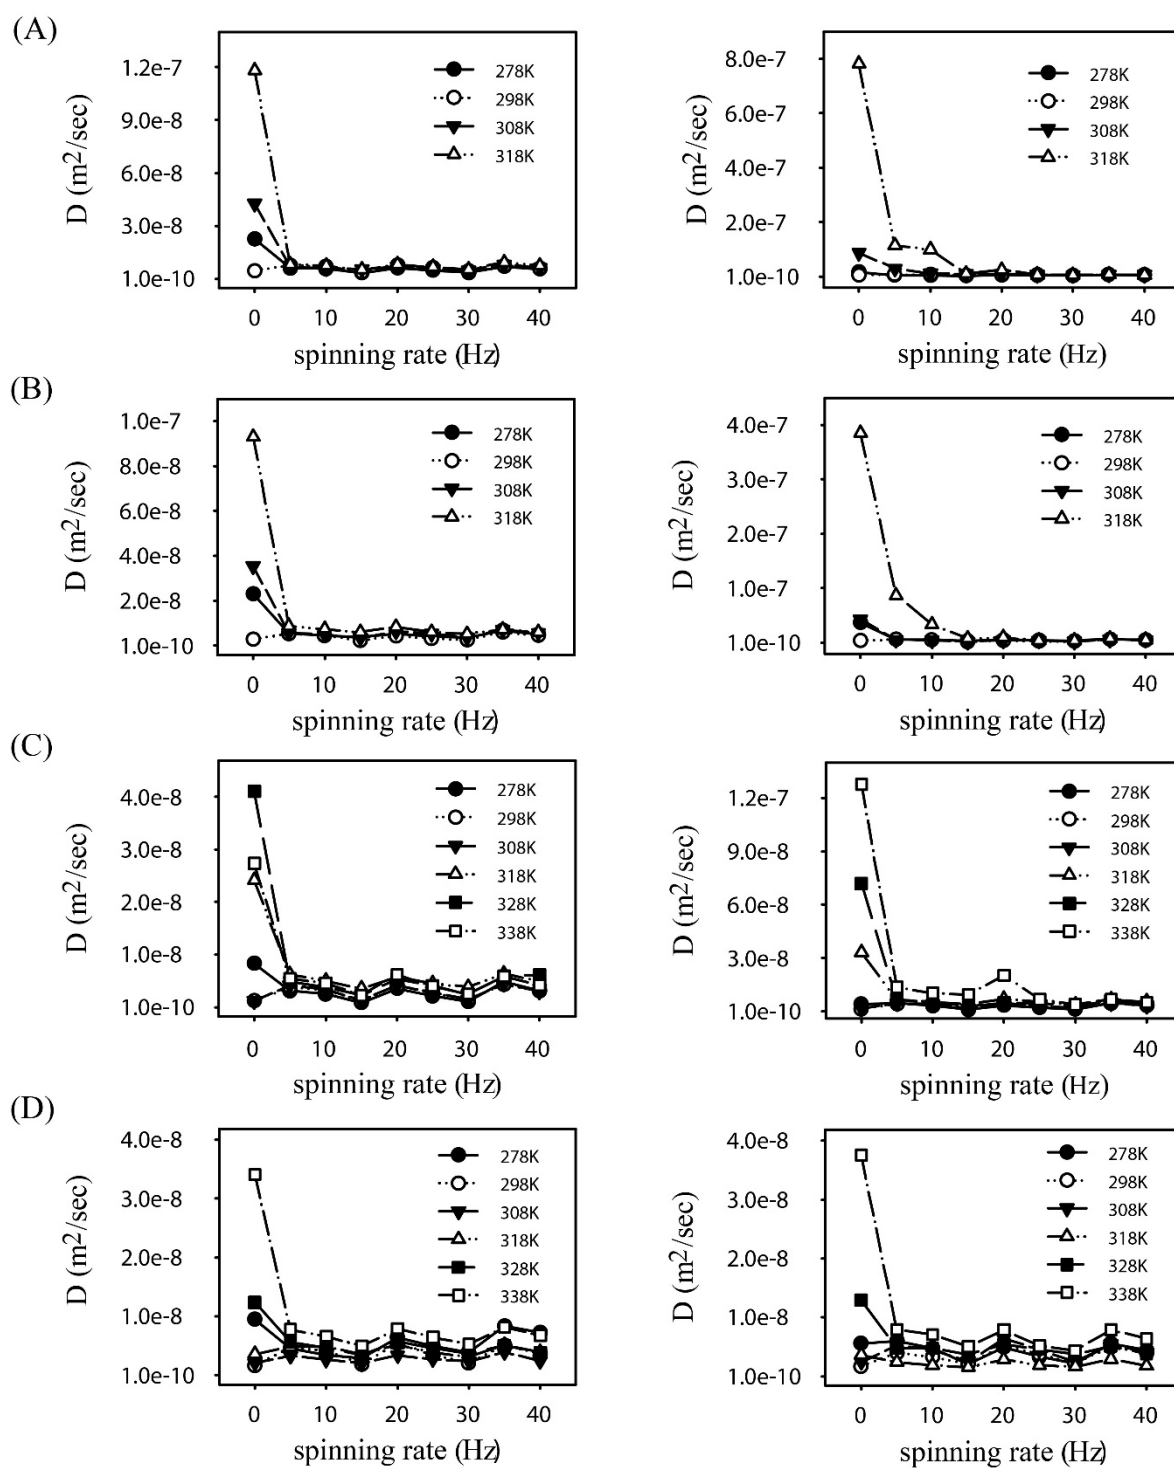 (A)
D (m²/sec)
1.2e-7
9.0e-8
6.0e-8
3.0e-8
1.0e-10
278K
298K
308K
318K
0 10 20 30 40
spinning rate (Hz)
D (m²/sec)
8.0e-7
6.0e-7
4.0e-7
2.0e-7
1.0e-10
278K
298K
308K
318K
0 10 20 30 40
spinning rate (Hz)
(B)
D (m²/sec)
1.0e-7
9.0e-8
6.0e-8
4.0e-8
2.0e-8
1.0e-10
278K
298K
308K
318K
0 10 20 30 40
spinning rate (Hz)
D (m²/sec)
4.0e-7
3.0e-7
2.0e-7
1.0e-7
1.0e-10
278K
298K
308K
318K
0 10 20 30 40
spinning rate (Hz)
(C)
D (m²/sec)
4.0e-8
3.0e-8
2.0e-8
1.0e-8
1.0e-10
278K
298K
308K
318K
328K
338K
0 10 20 30 40
spinning rate (Hz)
D (m²/sec)
1.2e-7
9.0e-8
6.0e-8
3.0e-8
1.0e-10
278K
298K
308K
318K
328K
338K
0 10 20 30 40
spinning rate (Hz)
(D)
D (m²/sec)
4.0e-8
3.0e-8
2.0e-8
1.0e-8
1.0e-10
278K
298K
308K
318K
328K
338K
0 10 20 30 40
spinning rate (Hz)
D (m²/sec)
4.0e-8
3.0e-8
2.0e-8
1.0e-8
1.0e-10
278K
298K
308K
318K
328K
338K
0 10 20 30 40
spinning rate (Hz)